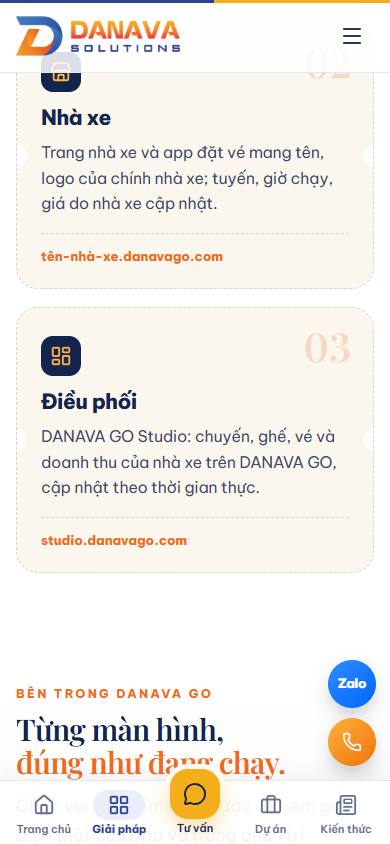 DANAVA
SOLUTIONS
02
Nhà xe
Trang nhà xe và app đặt vé mang tên,
logo của chính nhà xe; tuyến, giờ chạy,
giá do nhà xe cập nhật.
tên-nhà-xe.danavago.com
03
Điều phối
DANAVA GO Studio: chuyến, ghế, vé và
doanh thu của nhà xe trên DANAVA GO,
cập nhật theo thời gian thực.
studio.danavago.com
Zalo
BÊN TRONG DANAVA GO
Từng màn hình,
đúng như đang chạy.
Trang chủ
Giải pháp
Tư vấn
Dự án
Kiến thức